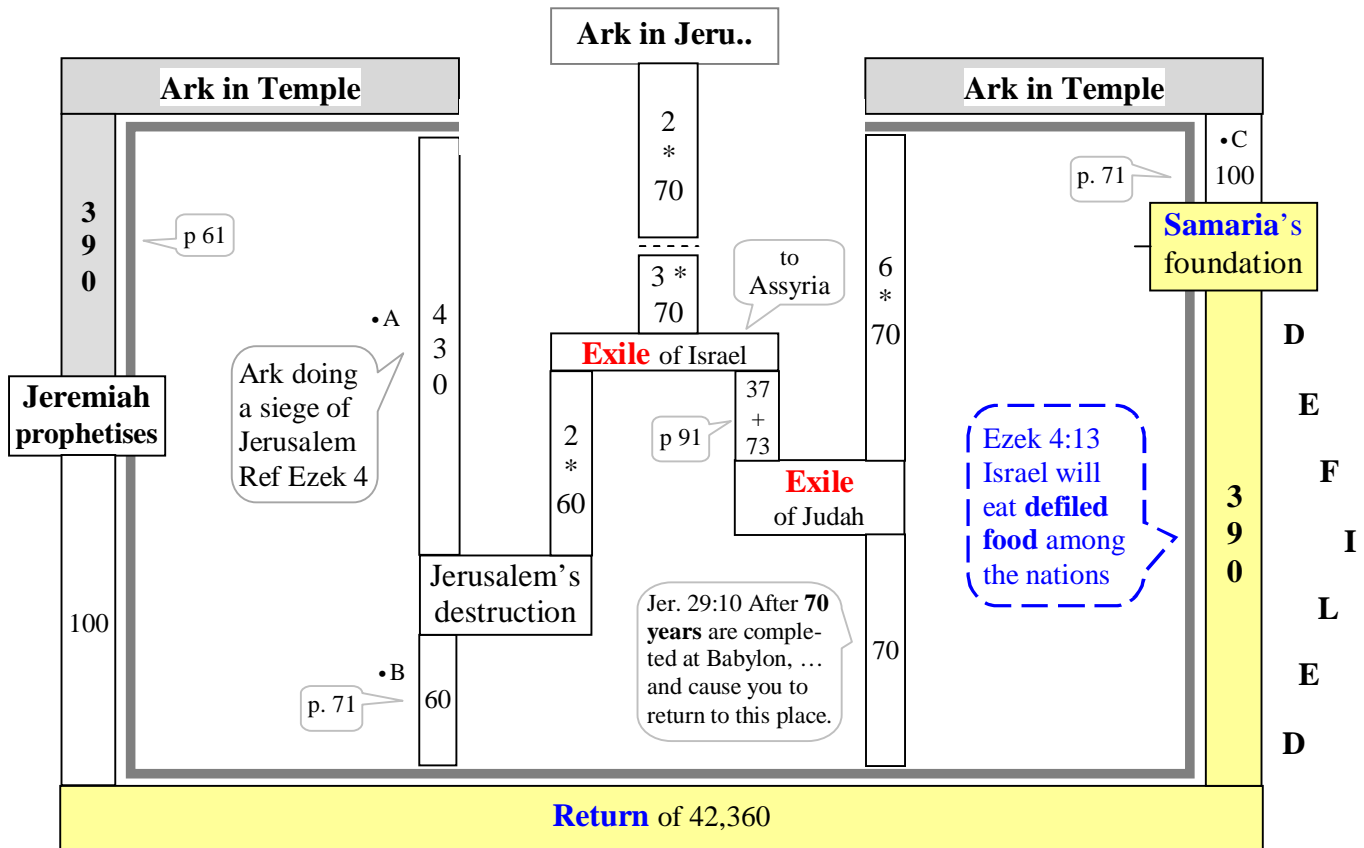 Ark in Jeru..
Ark in Temple
Ark in Temple
2
*
70
3 *
70
to
Assyria
Exile of Israel
3
9
0
p 61
Jeremiah
prophetises
100
• A
4
3
0
Ark doing
a siege of
Jerusalem
Ref Ezek 4
2
*
60
Jerusalem’s
destruction
• B
p. 71
60
37
+
73
p 91
Exile
of Judah
6
*
70
Jer. 29:10 After 70
years are comple-
ted at Babylon, …
and cause you to
return to this place.
70
p. 71
• C
100
Samaria’s
foundation
Ezek 4:13
Israel will
eat defiled
food among
the nations
3
9
0
D
E
F
I
L
E
D
Return of 42,360